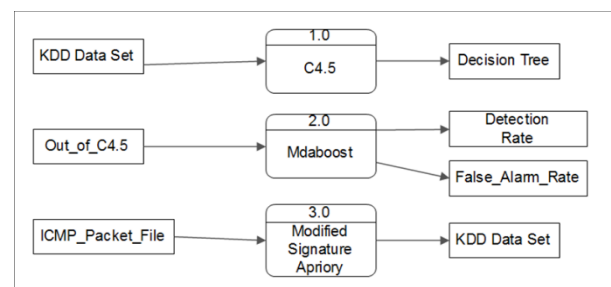 1.0
KDD Data Set
C4.5
Decision Tree
2.0
Out_of_C4.5
Mdaboost
Detection
Rate
False_Alarm_Rate
3.0
ICMP_Packet_File
Modified
Signature
Apriory
KDD Data Set